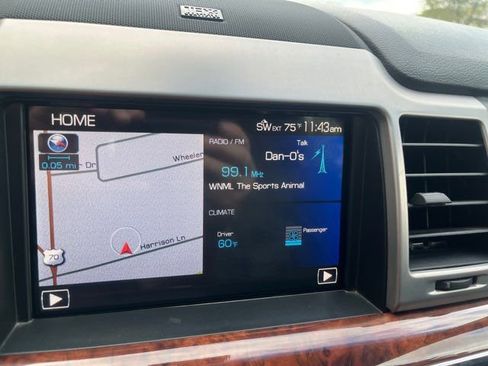 HOME
SW EXT 75°F 11:43am
0.05 mi
Dr
Wheeler
Harrison Ln
70
RADIO / FM
Talk
Dan-O's
99.1 MHz
WNML The Sports Animal
CLIMATE
Driver
60°F
Passenger